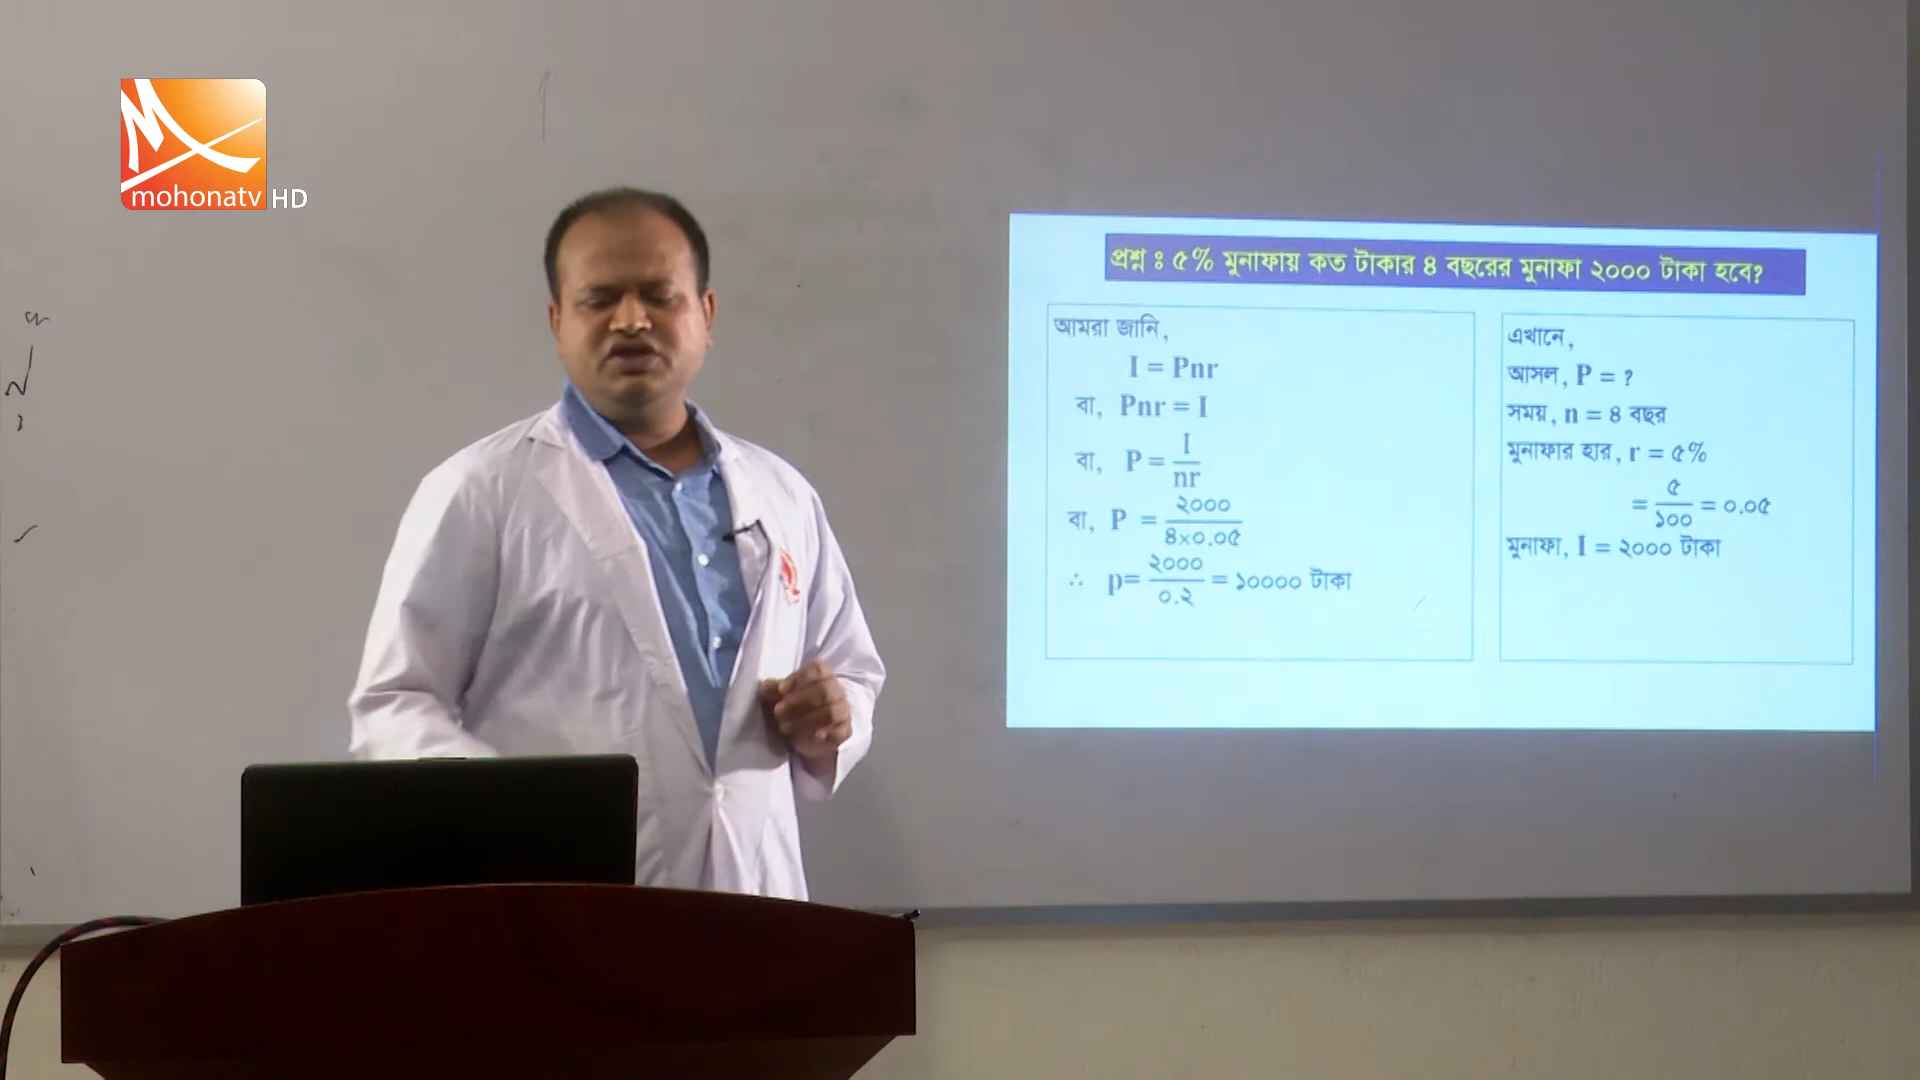 mohonatv HD
প্রশ্ন ঃ ৫% মুনাফায় কত টাকার ৪ বছরের মুনাফা ২০০০ টাকা হবে?
আমরা জানি,
I = Pnr
বা, Pnr = I
বা, P = I/nr
বা, P = ২০০০/৪×০.০৫
∴ p= ২০০০/০.২ = ১০০০০ টাকা
এখানে,
আসল, P = ?
সময়, n = ৪ বছর
মুনাফার হার, r = ৫%
= ৫/১০০ = ০.০৫
মুনাফা, I = ২০০০ টাকা